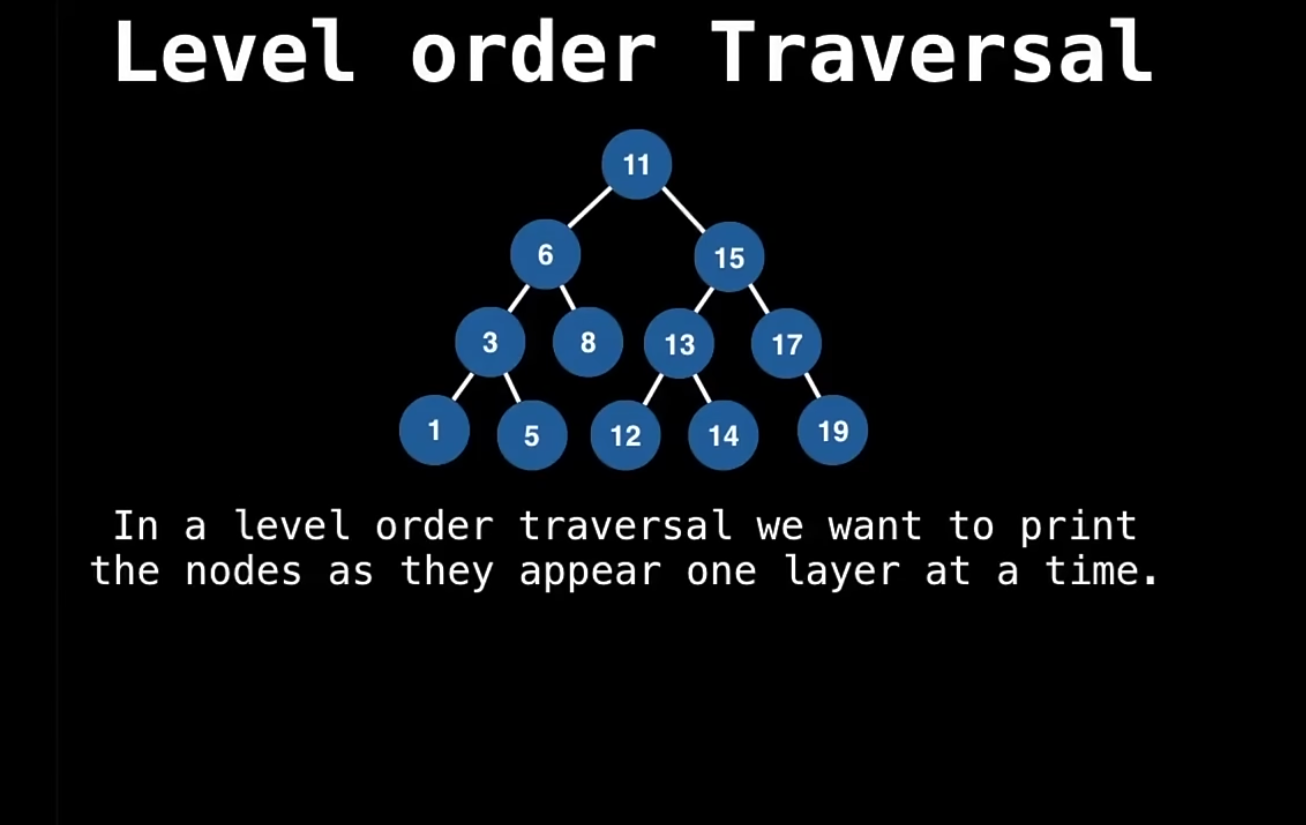 Level order Traversal
11
6 15
3 8 13 17
1 5 12 14 19
In a level order traversal we want to print
the nodes as they appear one layer at a time.